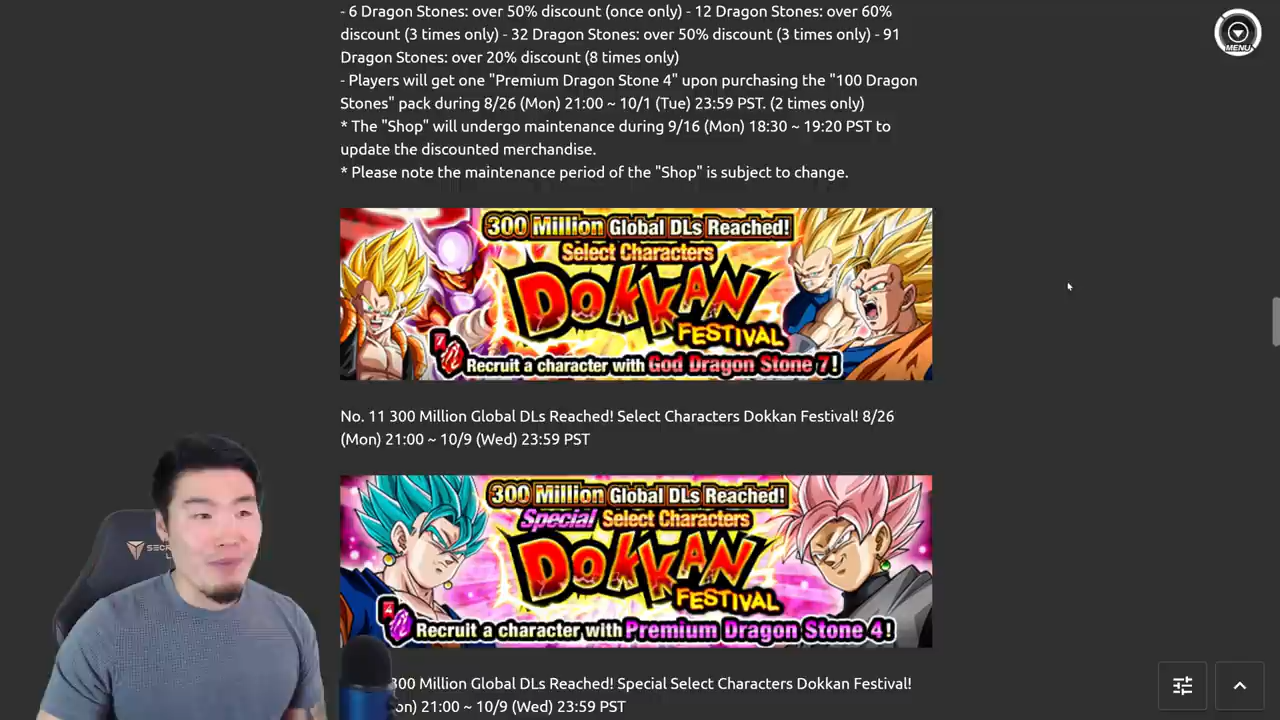 - 6 Dragon Stones: over 50% discount (once only) - 12 Dragon Stones: over 60%
discount (3 times only) - 32 Dragon Stones: over 50% discount (3 times only) - 91
Dragon Stones: over 20% discount (8 times only)
- Players will get one "Premium Dragon Stone 4" upon purchasing the "100 Dragon
Stones" pack during 8/26 (Mon) 21:00 ~ 10/1 (Tue) 23:59 PST. (2 times only)
* The "Shop" will undergo maintenance during 9/16 (Mon) 18:30 ~ 19:20 PST to
update the discounted merchandise.
* Please note the maintenance period of the "Shop" is subject to change.
MENU
300 Million Global DLs Reached!
Select Characters
DOKKAN
FESTIVAL
7
Recruit a character with God Dragon Stone 7!
No. 11 300 Million Global DLs Reached! Select Characters Dokkan Festival! 8/26
(Mon) 21:00 ~ 10/9 (Wed) 23:59 PST
300 Million Global DLs Reached!
Special Select Characters
DOKKAN
FESTIVAL
4
Recruit a character with Premium Dragon Stone 4!
300 Million Global DLs Reached! Special Select Characters Dokkan Festival!
on) 21:00 ~ 10/9 (Wed) 23:59 PST